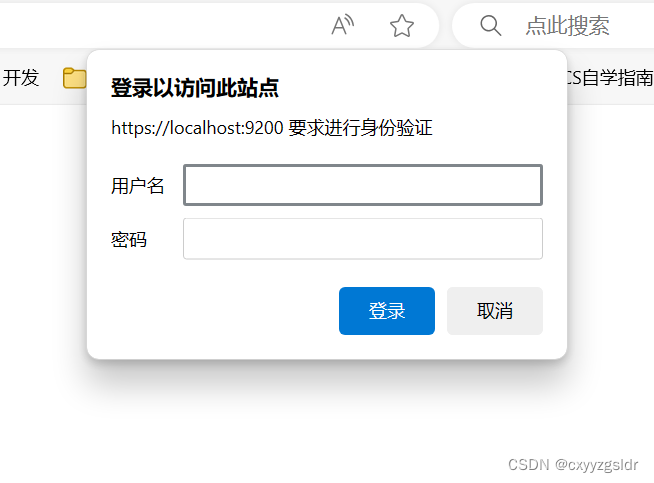 点此搜索
开发
CS自学指南
登录以访问此站点
https://localhost:9200 要求进行身份验证
用户名
密码
登录
取消
CSDN @cxyyzgsldr